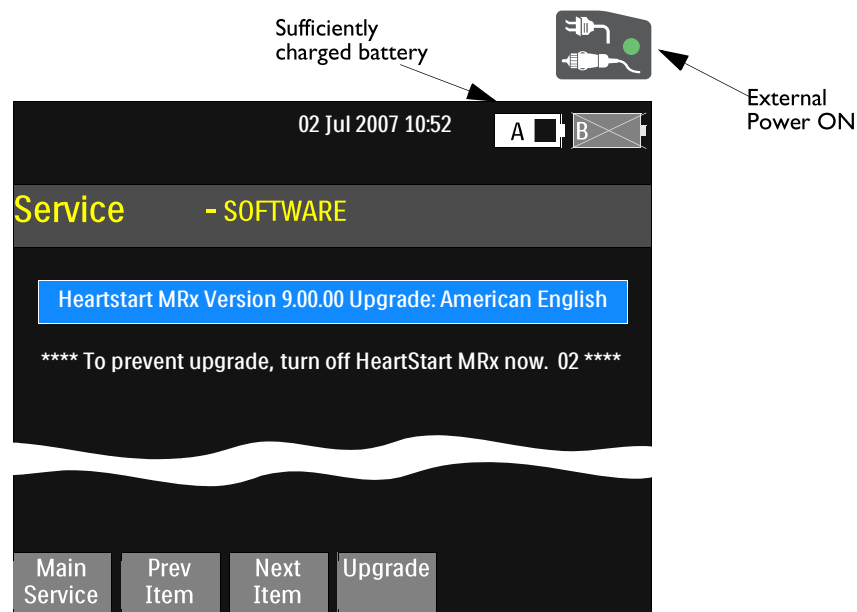 Sufficiently
charged battery
External
Power ON
02 Jul 2007 10:52
A
B
Service - SOFTWARE
Heartstart MRx Version 9.00.00 Upgrade: American English
**** To prevent upgrade, turn off HeartStart MRx now. 02 ****
Main
Service
Prev
Item
Next
Item
Upgrade